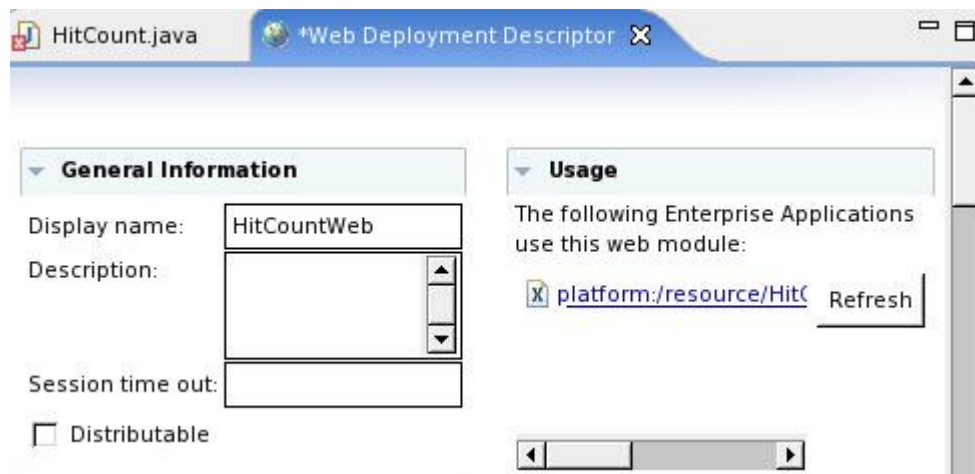 HitCount.java
*Web Deployment Descriptor
General Information
Display name: HitCountWeb
Description:
Session time out:
Distributable
Usage
The following Enterprise Applications
use this web module:
platform:/resource/Hit
Refresh